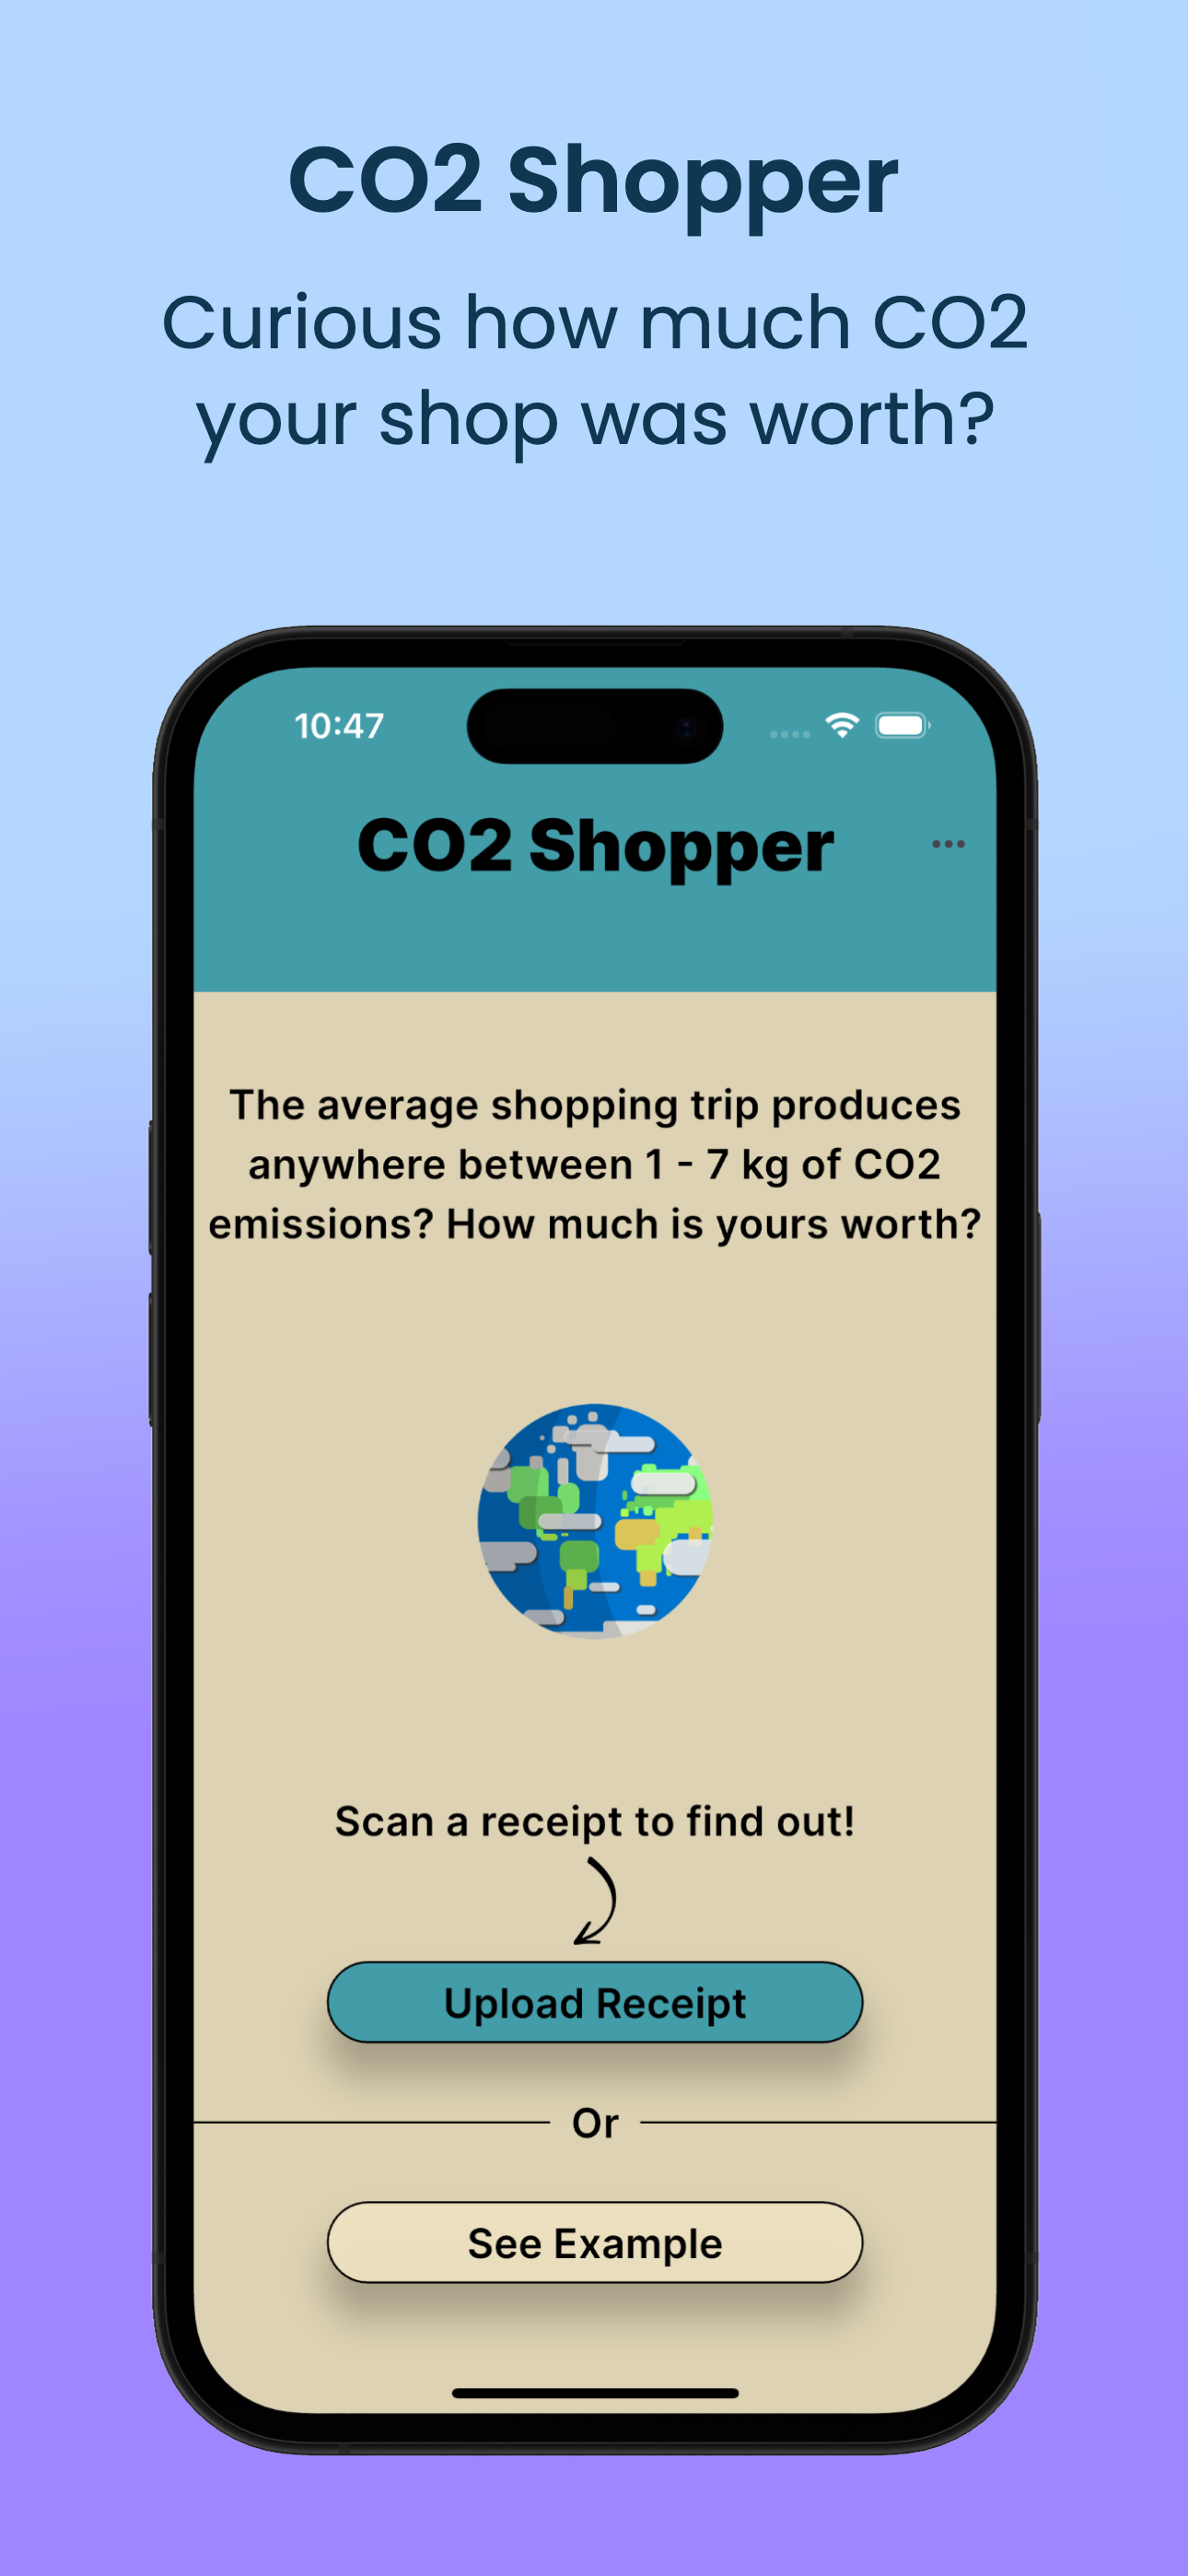 CO2 Shopper
Curious how much CO2
your shop was worth?
10:47
CO2 Shopper
The average shopping trip produces
anywhere between 1 - 7 kg of CO2
emissions? How much is yours worth?
Scan a receipt to find out!
Upload Receipt
Or
See Example